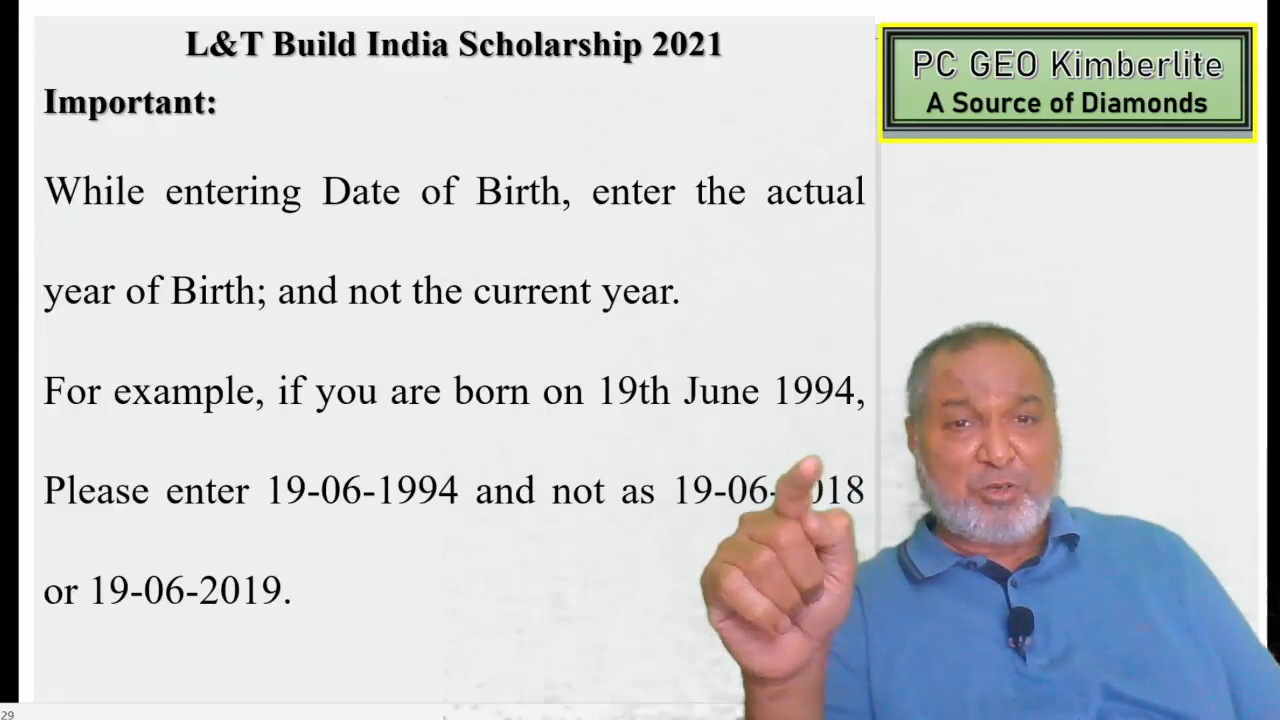 L&T Build India Scholarship 2021
PC GEO Kimberlite
A Source of Diamonds
Important:
While entering Date of Birth, enter the actual
year of Birth; and not the current year.
For example, if you are born on 19th June 1994,
Please enter 19-06-1994 and not as
or 19-06-2019.
29